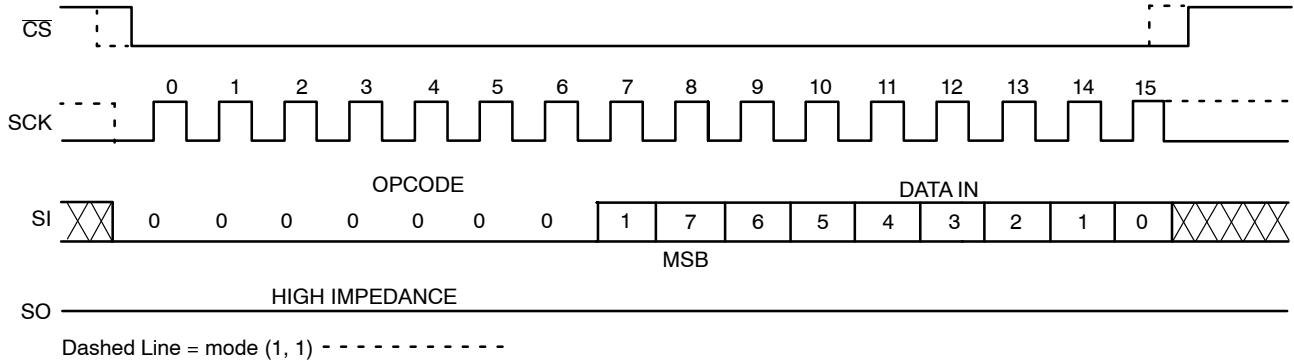 CS
0 1 2 3 4 5 6 7 8 9 10 11 12 13 14 15
SCK
OPCODE DATA IN
SI 0 0 0 0 0 0 0 1 7 6 5 4 3 2 1 0
MSB
HIGH IMPEDANCE
SO
Dashed Line = mode (1, 1)